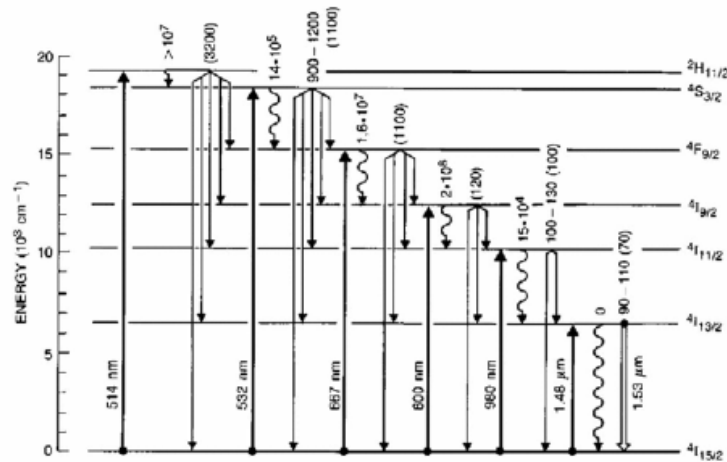 ENERGY (10³ cm⁻¹)
20
15
10
5
0
>10⁷
(3200)
14•10⁵
900 – 1200
(1100)
1.6•10⁷
(1100)
2•10⁸
(120)
15•10⁴
100 – 130 (100)
0
90 – 110 (70)
514 nm
532 nm
667 nm
800 nm
980 nm
1.48 μm
1.53 μm
²H₁₁/₂
⁴S₃/₂
⁴F₉/₂
⁴I₉/₂
⁴I₁₁/₂
⁴I₁₃/₂
⁴I₁₅/₂